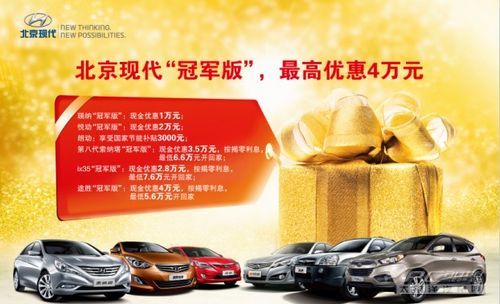 北京现代
NEW THINKING.
NEW POSSIBILITIES.
北京现代“冠军版”，最高优惠4万元
瑞纳“冠军版”：现金优惠1万元；
悦动“冠军版”：现金优惠2万元；
朗动：享受国家节能补贴3000元；
第八代索纳塔“冠军版”：现金优惠3.5万元，按揭零利息，
最低6.6万元开回家；
ix35“冠军版”：现金优惠2.8万元，按揭零利息，
最低7.6万元开回家；
途胜“冠军版”：现金优惠4万元，按揭零利息，
最低5.6万元开回家